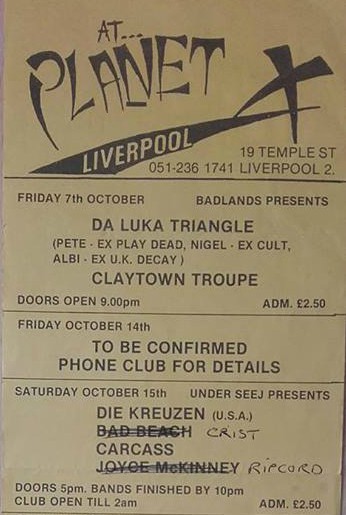 AT...
PLANET X
LIVERPOOL
19 TEMPLE ST
051-236 1741 LIVERPOOL 2.
FRIDAY 7th OCTOBER BADLANDS PRESENTS
DA LUKA TRIANGLE
(PETE - EX PLAY DEAD, NIGEL - EX CULT,
ALBI - EX U.K. DECAY)
CLAYTOWN TROUPE
DOORS OPEN 9.00pm ADM. £2.50
FRIDAY OCTOBER 14th
TO BE CONFIRMED
PHONE CLUB FOR DETAILS
SATURDAY OCTOBER 15th UNDER SEEJ PRESENTS
DIE KREUZEN (U.S.A.)
BAD BEACH CRIST
CARCASS
JOYCE McKINNEY RIPCORD
DOORS 5pm. BANDS FINISHED BY 10pm
CLUB OPEN TILL 2am ADM. £2.50